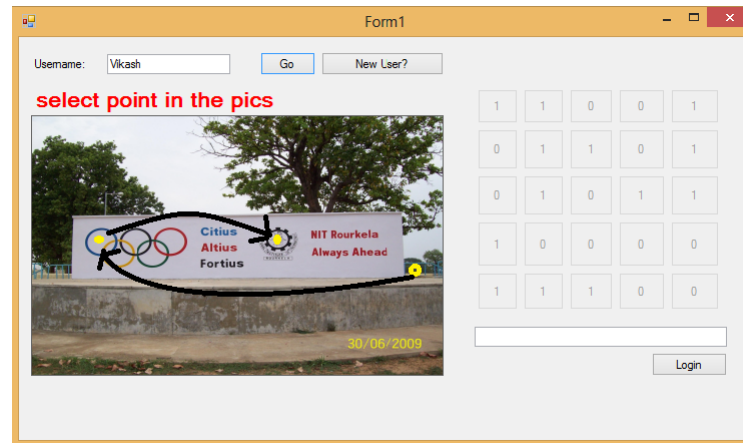 Form1
Username: Vikash Go New User?
select point in the pics
Citius
Altius
Fortius
NIT Rourkela
Always Ahead
30/06/2009
1 1 0 0 1
0 1 1 0 1
0 1 0 1 1
1 0 0 0 0
1 1 1 0 0
Login